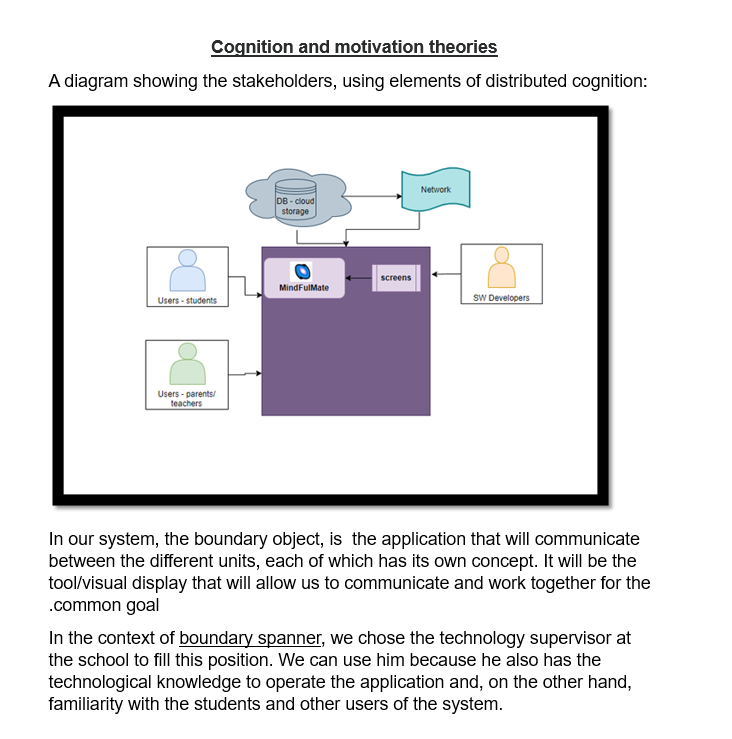 Cognition and motivation theories
A diagram showing the stakeholders, using elements of distributed cognition:
DB - cloud
storage
Network
Users - students
MindFulMate
screens
SW Developers
Users - parents/
teachers
In our system, the boundary object, is  the application that will communicate
between the different units, each of which has its own concept. It will be the
tool/visual display that will allow us to communicate and work together for the
.common goal
In the context of boundary spanner, we chose the technology supervisor at
the school to fill this position. We can use him because he also has the
technological knowledge to operate the application and, on the other hand,
familiarity with the students and other users of the system.